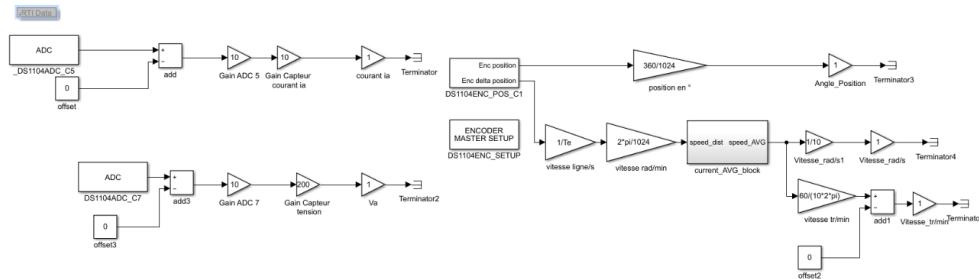 RTI Data
ADC
_DS1104ADC_C5
0
offset
add
10
Gain ADC 5
10
Gain Capteur
courant ia
1
courant ia
Terminator
ADC
DS1104ADC_C7
0
offset3
add3
10
Gain ADC 7
200
Gain Capteur
tension
1
Va
Terminator2
Enc position
Enc delta position
DS1104ENC_POS_C1
360/1024
position en °
1
Angle_Position
Terminator3
ENCODER
MASTER SETUP
DS1104ENC_SETUP
1/Te
vitesse ligne/s
2*pi/1024
vitesse rad/min
speed_dist speed_AVG
current_AVG_block
1/10
Vitesse_rad/s1
1
Vitesse_rad/s
Terminator4
60/(10*2*pi)
vitesse tr/min
0
offset2
add1
1
Vitesse_tr/min